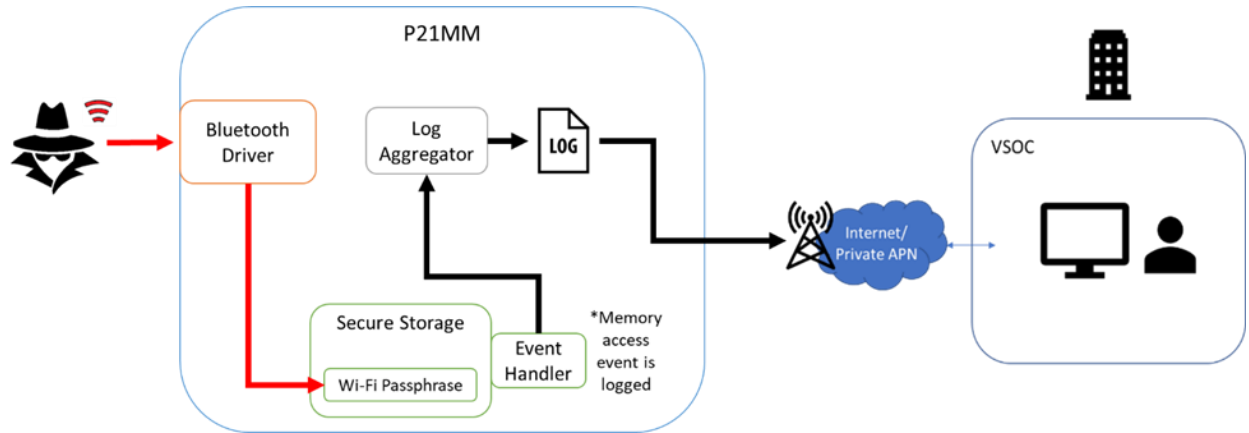 P21MM
Bluetooth
Driver
Log
Aggregator
LOG
Secure Storage
Wi-Fi Passphrase
Event
Handler
*Memory
access
event is
logged
Internet/
Private APN
VSOC